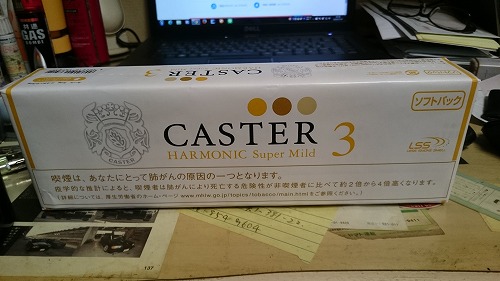 GAS
CASTER
3
CASTER
CASTER 3
HARMONIC Super Mild
ソフトパック
LSS
喫煙は、あなたにとって肺がんの原因の一つとなります。
疫学的な推計によると、喫煙者は肺がんにより死亡する危険性が非喫煙者に比べて約2倍から4倍高くなります。
(詳細については、厚生労働省のホームページ www.mhlw.go.jp/topics/tobacco/main.htmlをご参照ください。)
137